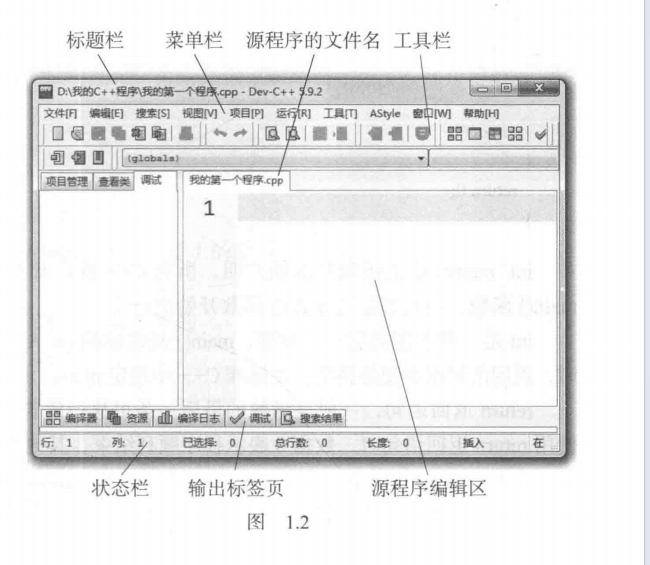 标题栏 菜单栏 源程序的文件名 工具栏
D:\我的C++程序\我的第一个程序.cpp - Dev-C++ 5.9.2
文件[F] 编辑[E] 搜索[S] 视图[V] 项目[P] 运行[R] 工具[T] AStyle 窗口[W] 帮助[H]
(globals)
项目管理 查看类 调试 我的第一个程序.cpp
1
编译器 资源 编译日志 调试 搜索结果
行: 1 列: 1 已选择: 0 总行数: 0 长度: 0 插入 在
状态栏 输出标签页 源程序编辑区
图 1.2